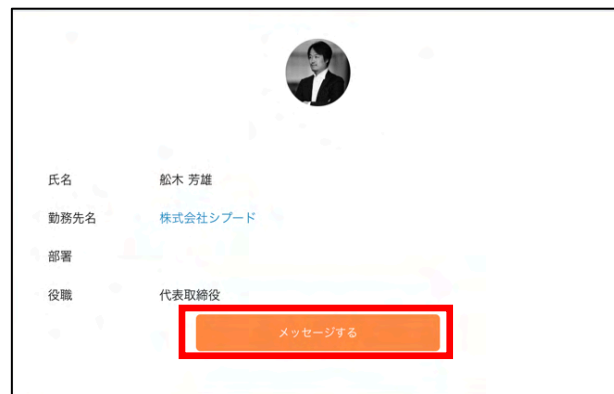 氏名 舩木 芳雄
勤務先名 株式会社シプード
部署
役職 代表取締役
メッセージする